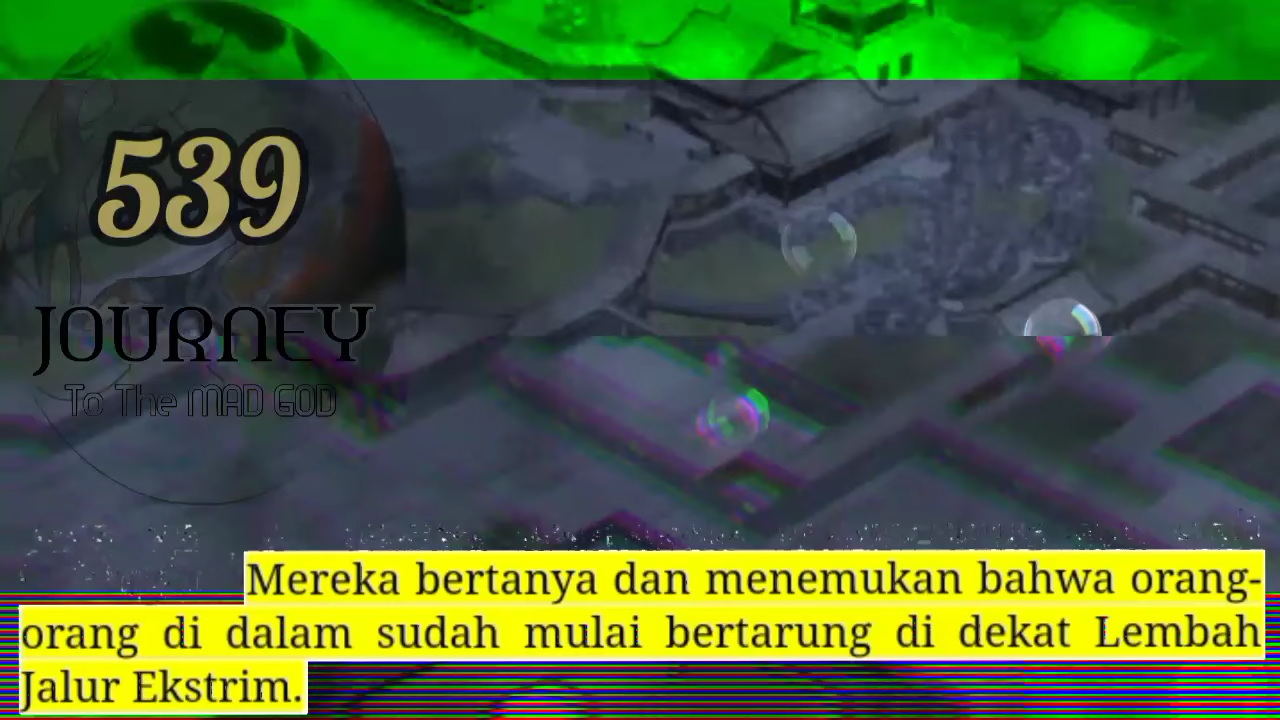 539
JOURNEY
To The MAD GOD
Mereka bertanya dan menemukan bahwa orang-
orang di dalam sudah mulai bertarung di dekat Lembah
Jalur Ekstrim.